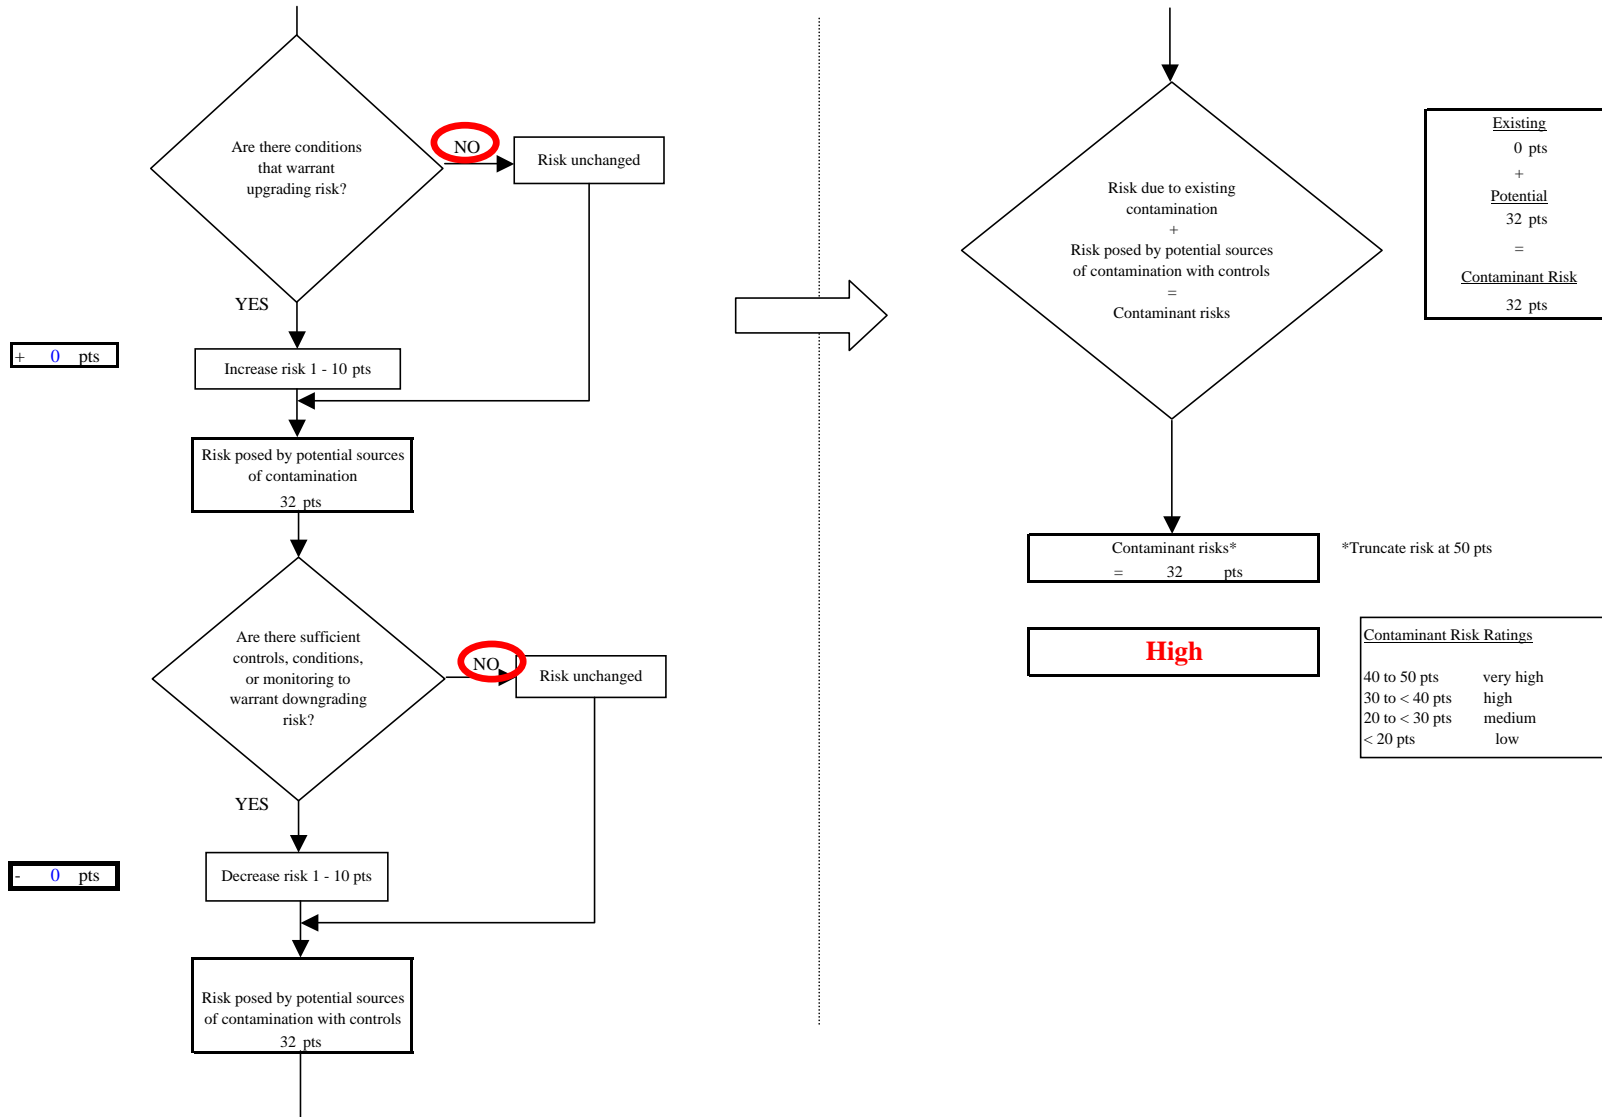 Are there conditions
that warrant
upgrading risk?
NO
Risk unchanged
YES
+ 0 pts
Increase risk 1 - 10 pts
Risk posed by potential sources
of contamination
32 pts
Are there sufficient
controls, conditions,
or monitoring to
warrant downgrading
risk?
NO
Risk unchanged
YES
- 0 pts
Decrease risk 1 - 10 pts
Risk posed by potential sources
of contamination with controls
32 pts
Risk due to existing
contamination
+
Risk posed by potential sources
of contamination with controls
=
Contaminant risks
Existing
0 pts
+
Potential
32 pts
=
Contaminant Risk
32 pts
Contaminant risks*
= 32 pts
*Truncate risk at 50 pts
High
Contaminant Risk Ratings
40 to 50 pts very high
30 to < 40 pts high
20 to < 30 pts medium
< 20 pts low